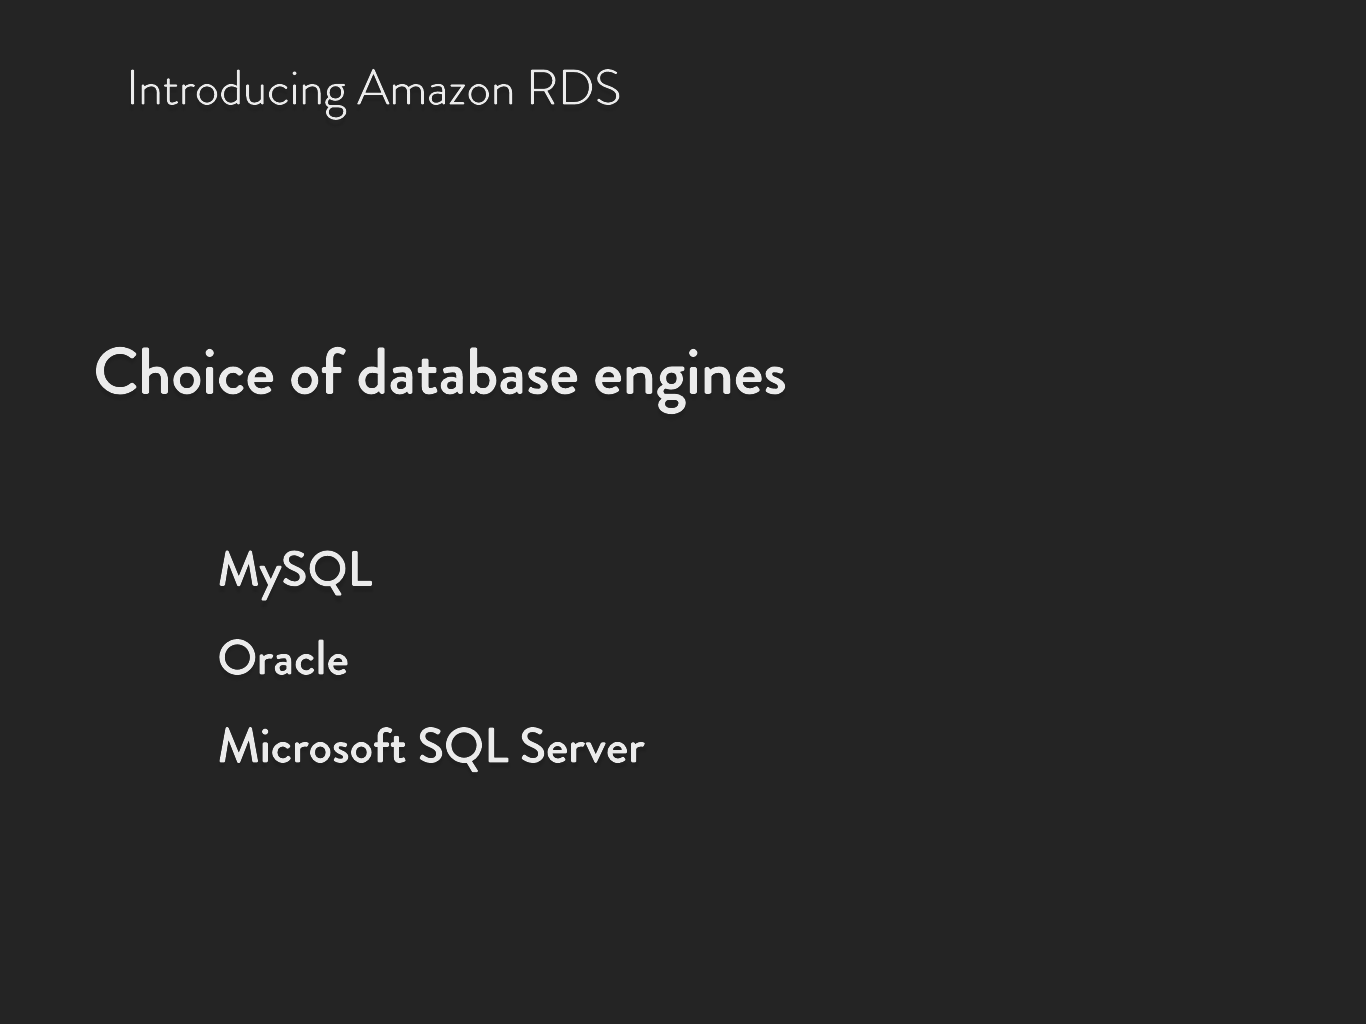 Introducing Amazon RDS
Choice of database engines
MySQL
Oracle
Microsoft SQL Server